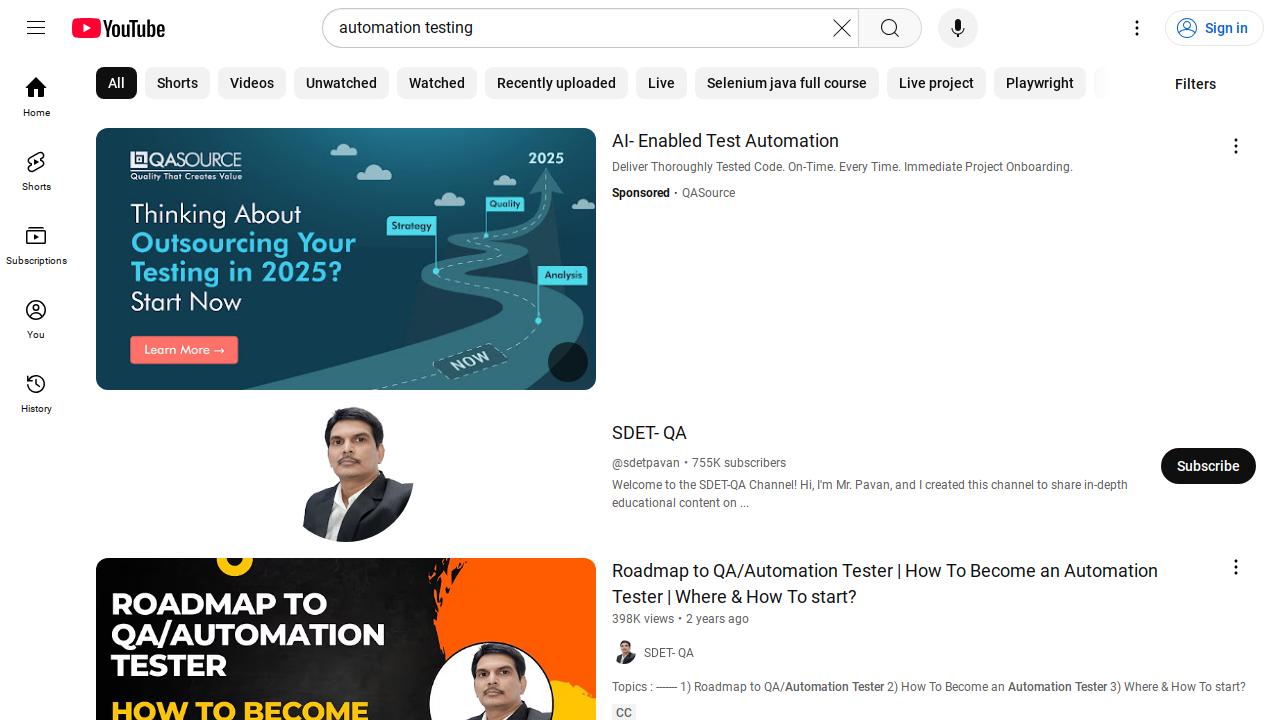 YouTube
automation testing
Sign in
All
Shorts
Videos
Unwatched
Watched
Recently uploaded
Live
Selenium java full course
Live project
Playwright
Filters
Home
Shorts
Subscriptions
You
History
QASOURCE
Quality That Creates Value
Thinking About
Outsourcing Your
Testing in 2025?
Start Now
Learn More →
2025
Quality
Strategy
Analysis
NOW
AI- Enabled Test Automation
Deliver Thoroughly Tested Code. On-Time. Every Time. Immediate Project Onboarding.
Sponsored · QASource
SDET- QA
@sdetpavan • 755K subscribers
Welcome to the SDET-QA Channel! Hi, I'm Mr. Pavan, and I created this channel to share in-depth
educational content on ...
Subscribe
ROADMAP TO
QA/AUTOMATION
TESTER
HOW TO BECOME
Roadmap to QA/Automation Tester | How To Become an Automation
Tester | Where & How To start?
398K views • 2 years ago
SDET- QA
Topics : ------- 1) Roadmap to QA/Automation Tester 2) How To Become an Automation Tester 3) Where & How To start?
CC